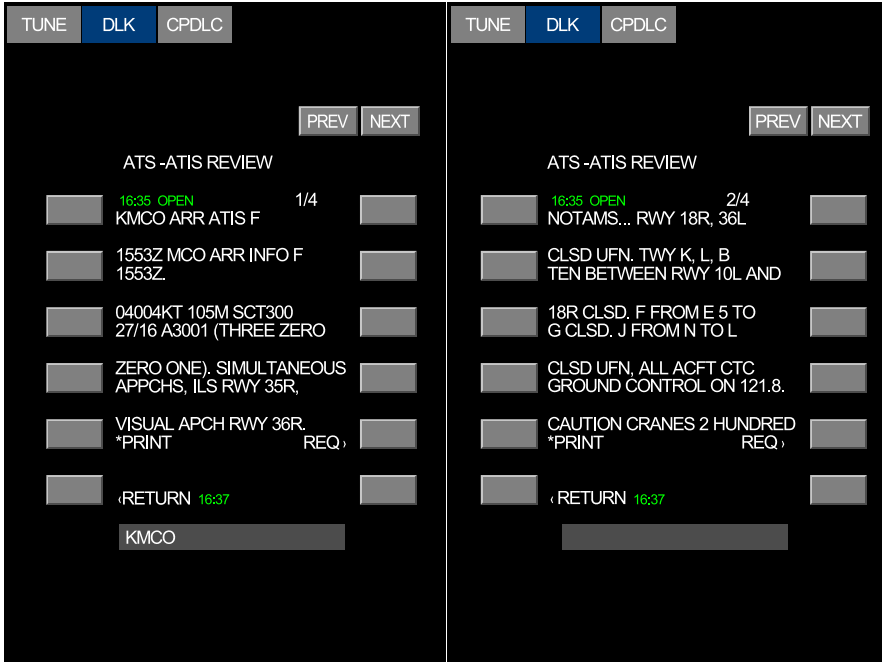 TUNE DLK CPDLC
PREV NEXT
ATS -ATIS REVIEW
16:35 OPEN 1/4
KMCO ARR ATIS F
1553Z MCO ARR INFO F
1553Z.
04004KT 105M SCT300
27/16 A3001 (THREE ZERO
ZERO ONE). SIMULTANEOUS
APPCHS, ILS RWY 35R,
VISUAL APCH RWY 36R.
*PRINT REQ›
‹RETURN 16:37
KMCO
TUNE DLK CPDLC
PREV NEXT
ATS -ATIS REVIEW
16:35 OPEN 2/4
NOTAMS... RWY 18R, 36L
CLSD UFN. TWY K, L, B
TEN BETWEEN RWY 10L AND
18R CLSD. F FROM E 5 TO
G CLSD. J FROM N TO L
CLSD UFN, ALL ACFT CTC
GROUND CONTROL ON 121.8.
CAUTION CRANES 2 HUNDRED
*PRINT REQ›
‹RETURN 16;37